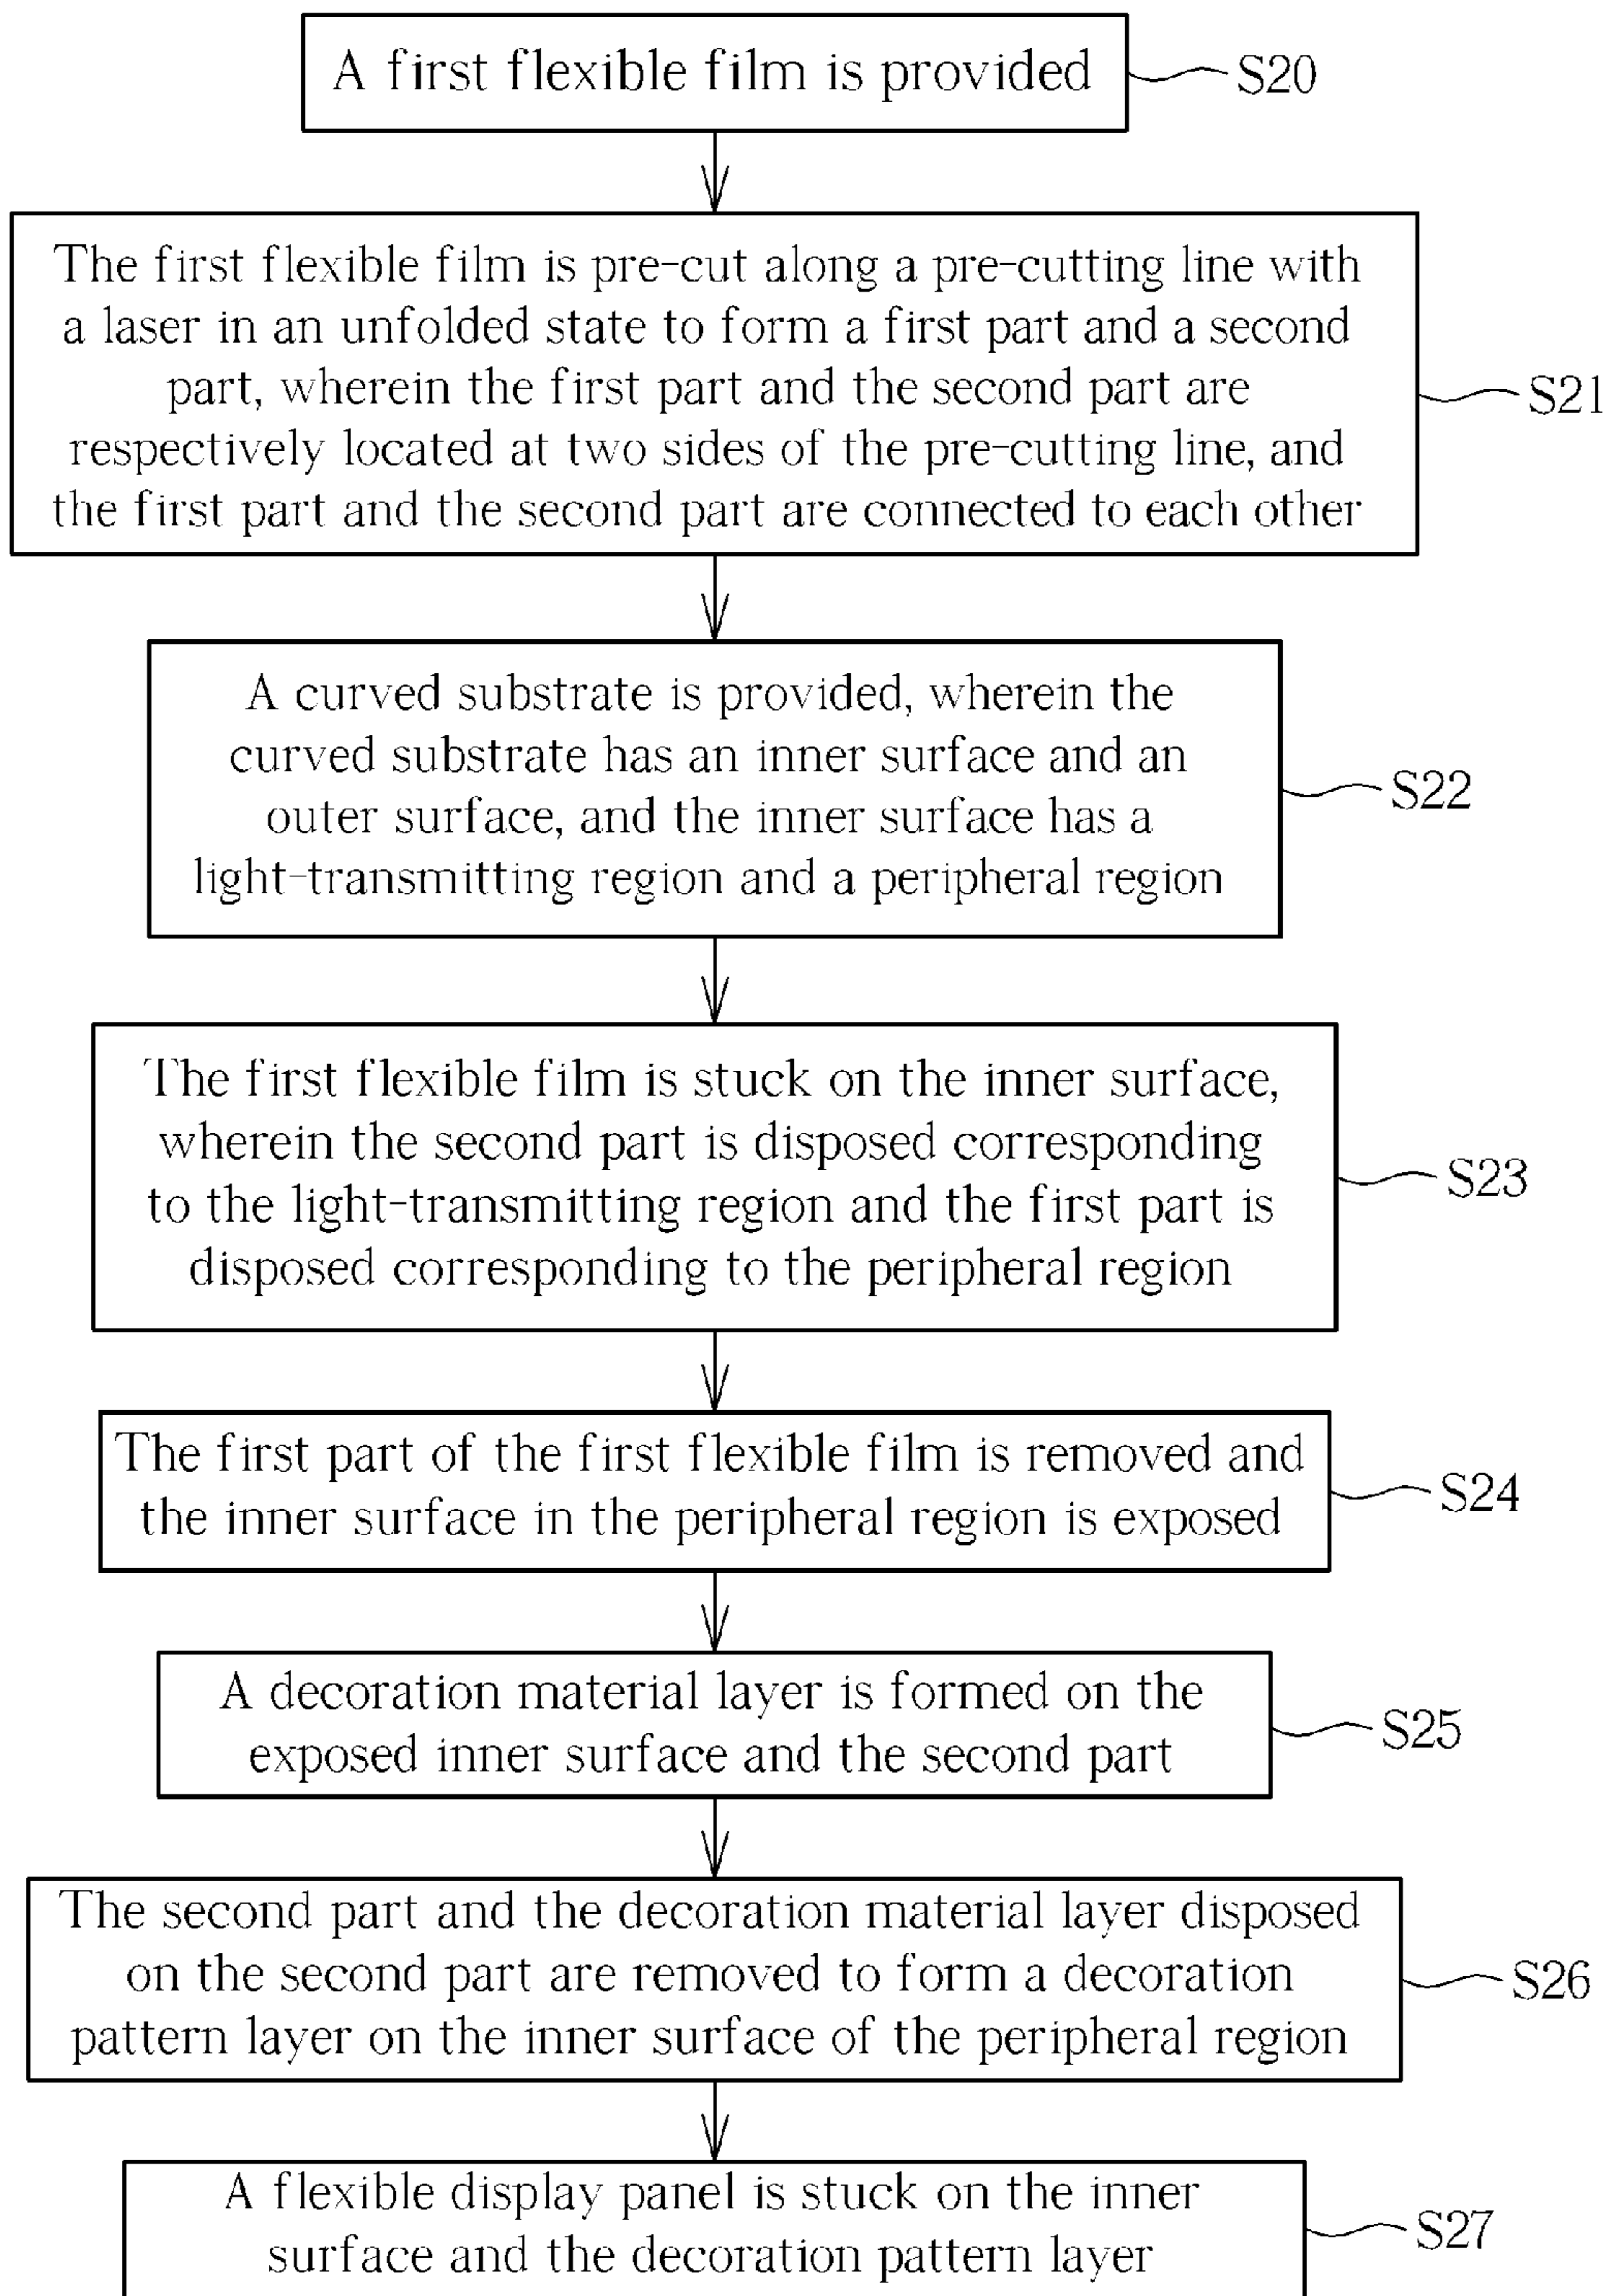 A first flexible film is provided
S20
The first flexible film is pre-cut along a pre-cutting line with
a laser in an unfolded state to form a first part and a second
part, wherein the first part and the second part are
respectively located at two sides of the pre-cutting line, and
the first part and the second part are connected to each other
S21
A curved substrate is provided, wherein the
curved substrate has an inner surface and an
outer surface, and the inner surface has a
light-transmitting region and a peripheral region
S22
The first flexible film is stuck on the inner surface,
wherein the second part is disposed corresponding
to the light-transmitting region and the first part is
disposed corresponding to the peripheral region
S23
The first part of the first flexible film is removed and
the inner surface in the peripheral region is exposed
S24
A decoration material layer is formed on the
exposed inner surface and the second part
S25
The second part and the decoration material layer disposed
on the second part are removed to form a decoration
pattern layer on the inner surface of the peripheral region
S26
A flexible display panel is stuck on the inner
surface and the decoration pattern layer
S27